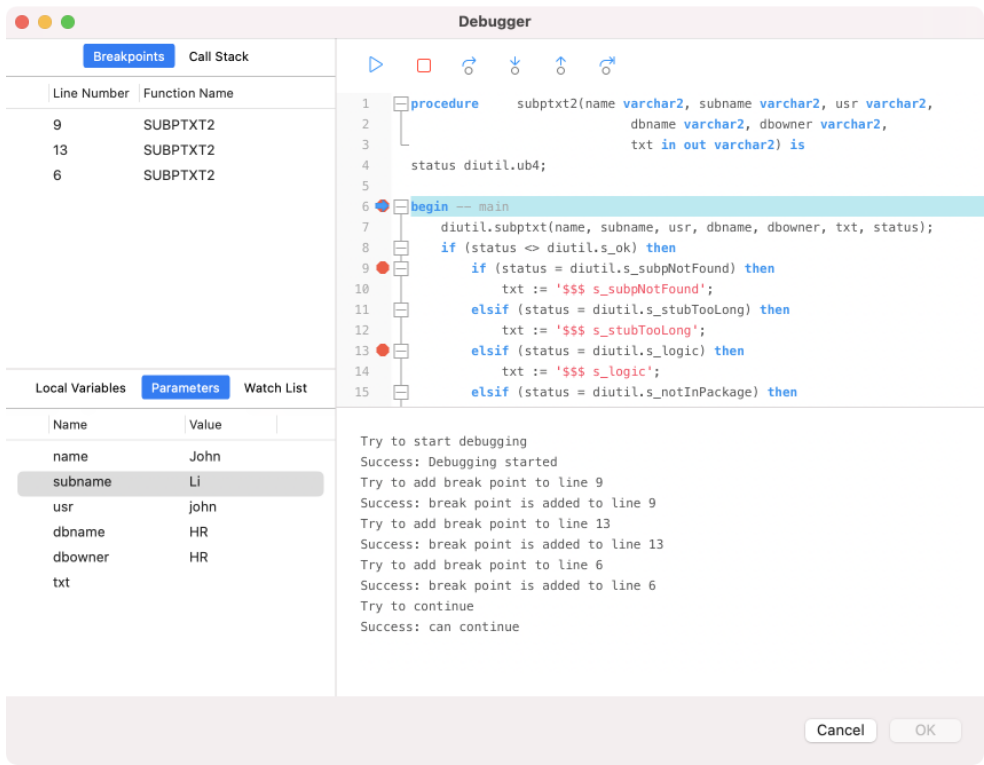 Debugger
Breakpoints Call Stack
Line Number Function Name
9 SUBPTXT2
13 SUBPTXT2
6 SUBPTXT2
1 procedure subptxt2(name varchar2, subname varchar2, usr varchar2,
2 dbname varchar2, dbowner varchar2,
3 txt in out varchar2) is
4 status diutil.ub4;
5
6 begin -- main
7 diutil.subptxt(name, subname, usr, dbname, dbowner, txt, status);
8 if (status <> diutil.s_ok) then
9 if (status = diutil.s_subpNotFound) then
10 txt := '$$$ s_subpNotFound';
11 elsif (status = diutil.s_stubTooLong) then
12 txt := '$$$ s_stubTooLong';
13 elsif (status = diutil.s_logic) then
14 txt := '$$$ s_logic';
15 elsif (status = diutil.s_notInPackage) then
Local Variables Parameters Watch List
Name Value
name John
subname Li
usr john
dbname HR
dbowner HR
txt
Try to start debugging
Success: Debugging started
Try to add break point to line 9
Success: break point is added to line 9
Try to add break point to line 13
Success: break point is added to line 13
Try to add break point to line 6
Success: break point is added to line 6
Try to continue
Success: can continue
Cancel OK